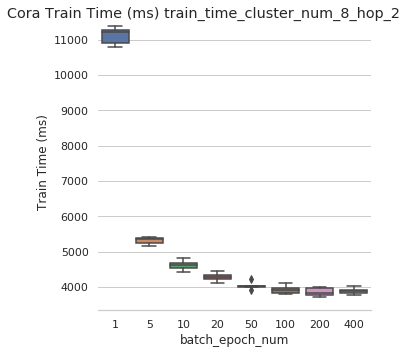 Cora Train Time (ms) train_time_cluster_num_8_hop_2
11000
10000
9000
8000
7000
6000
5000
4000
Train Time (ms)
1 5 10 20 50 100 200 400
batch_epoch_num